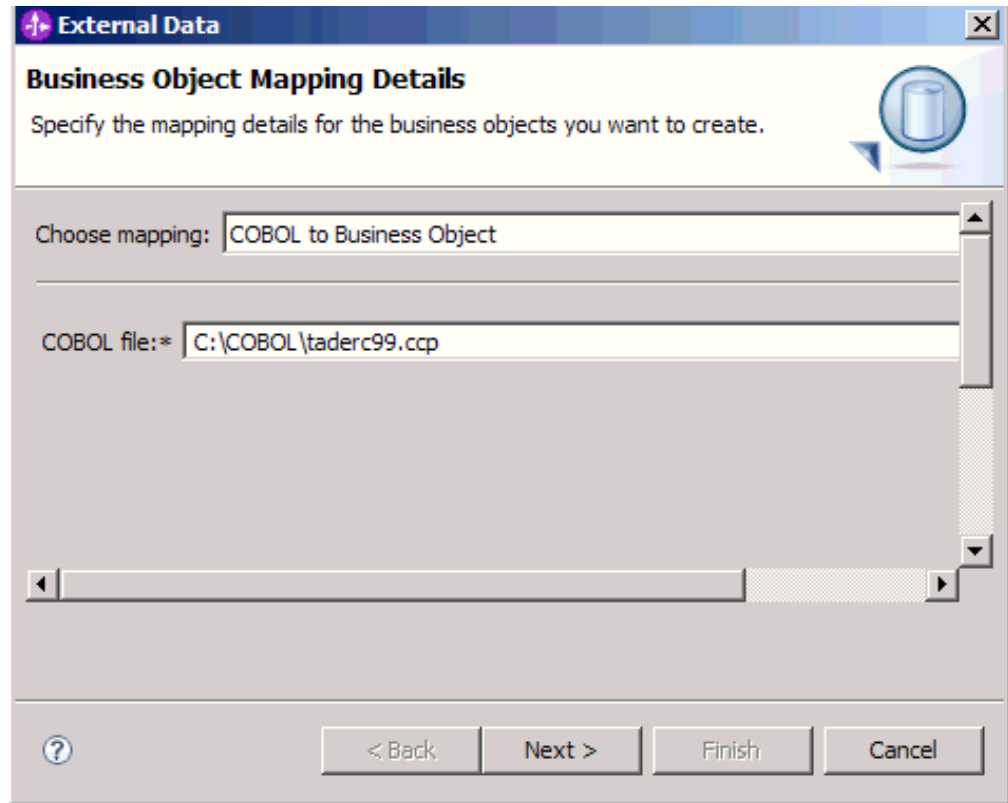 External Data
Business Object Mapping Details
Specify the mapping details for the business objects you want to create.
Choose mapping: COBOL to Business Object
COBOL file:* C:\COBOL\taderc99.ccp
? < Back Next > Finish Cancel